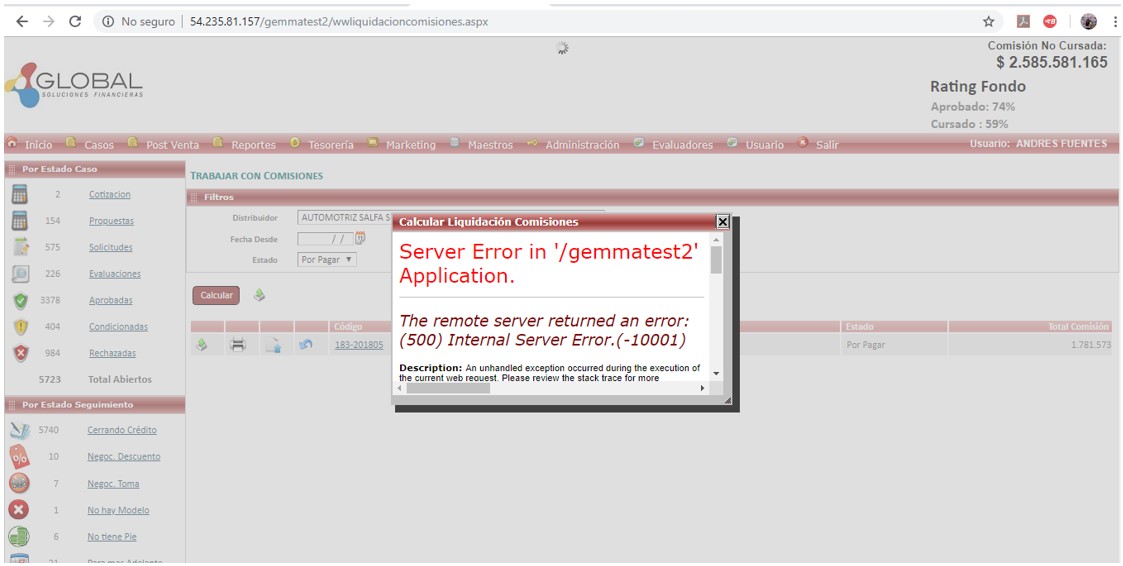 No seguro | 54.235.81.157/gemmatest2/wwliquidacioncomisiones.aspx
Comisión No Cursada:
$ 2.585.581.165
GLOBAL
SOLUCIONES FINANCIERAS
Rating Fondo
Aprobado: 74%
Cursado : 59%
Inicio Casos Post Venta Reportes Tesorería Marketing Maestros Administración Evaluadores Usuario Salir Usuario: ANDRES FUENTES
Por Estado Caso
2 Cotizacion
154 Propuestas
575 Solicitudes
226 Evaluaciones
3378 Aprobadas
404 Condicionadas
984 Rechazadas
5723 Total Abiertos
Por Estado Seguimiento
5740 Cerrando Crédito
10 Negoc. Descuento
7 Negoc. Toma
1 No hay Modelo
6 No tiene Pie
21 Para mas Adelante
TRABAJAR CON COMISIONES
Filtros
Distribuidor AUTOMOTRIZ SALFA S
Fecha Desde / /
Estado Por Pagar
Calcular
Código Estado Total Comisión
183-201805 Por Pagar 1.781.573
Calcular Liquidación Comisiones
Server Error in '/gemmatest2'
Application.
The remote server returned an error:
(500) Internal Server Error.(-10001)
Description: An unhandled exception occurred during the execution of
the current web request. Please review the stack trace for more